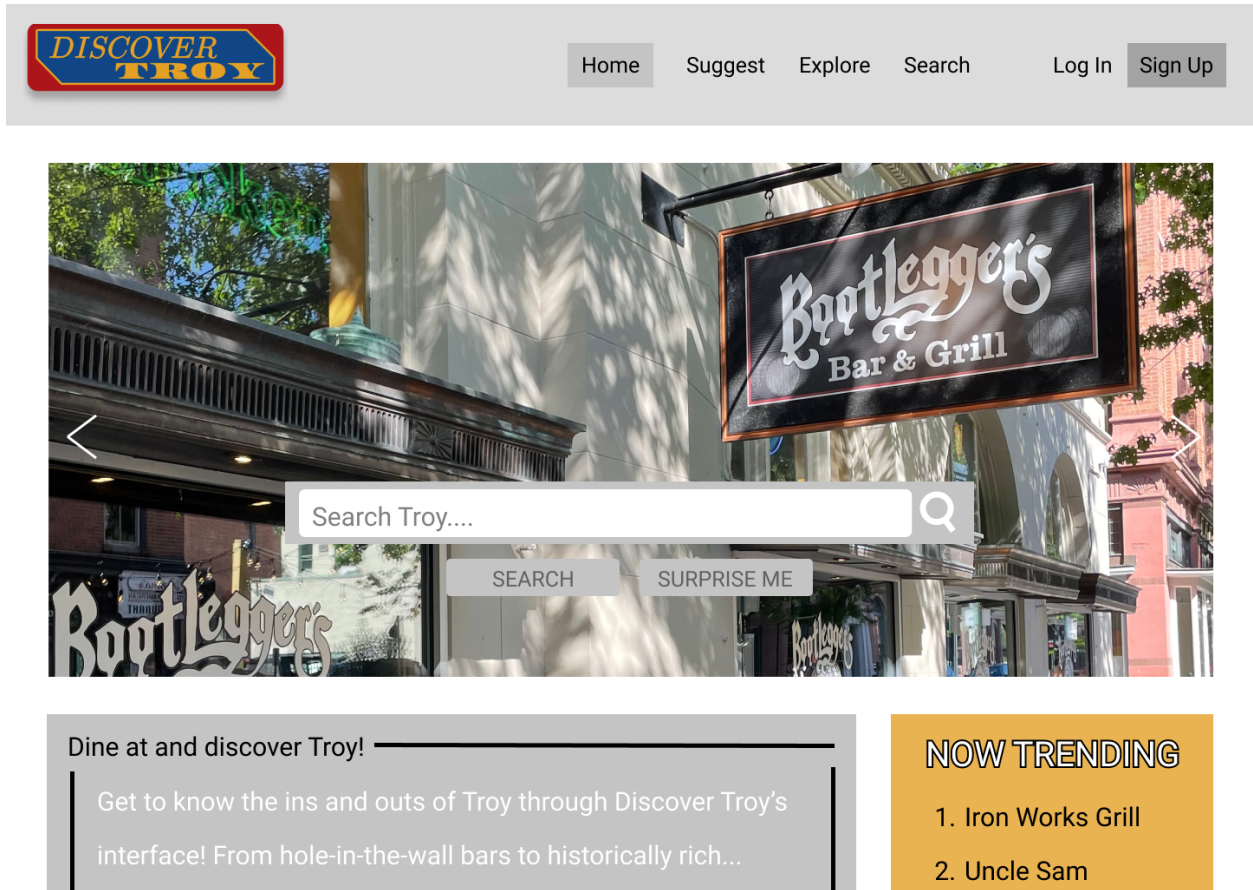 DISCOVER
TROY
Home Suggest Explore Search Log In Sign Up
Bootlegger's
Bar & Grill
Search Troy....
SEARCH SURPRISE ME
Bootlegger's
Bootlegger's
Dine at and discover Troy!
Get to know the ins and outs of Troy through Discover Troy’s
interface! From hole-in-the-wall bars to historically rich...
NOW TRENDING
1. Iron Works Grill
2. Uncle Sam